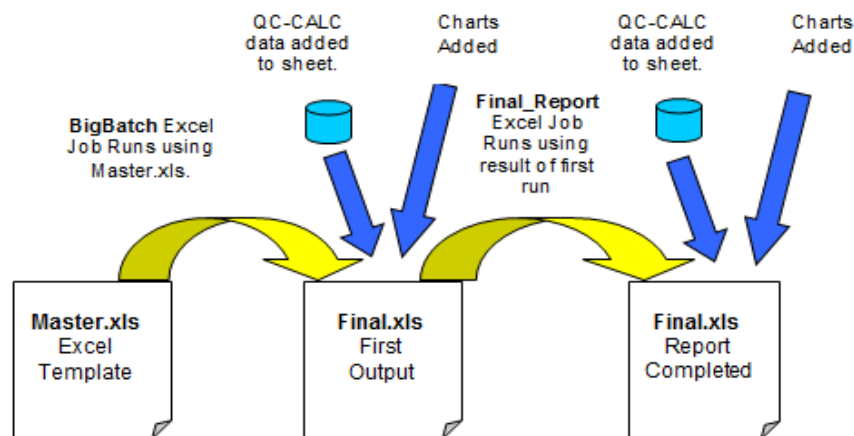 QC-CALC
data added
to sheet.
Charts
Added
QC-CALC
data added
to sheet.
Charts
Added
BigBatch Excel
Job Runs using
Master.xls.
Final_Report
Excel Job
Runs using
result of first
run
Master.xls
Excel
Template
Final.xls
First
Output
Final.xls
Report
Completed